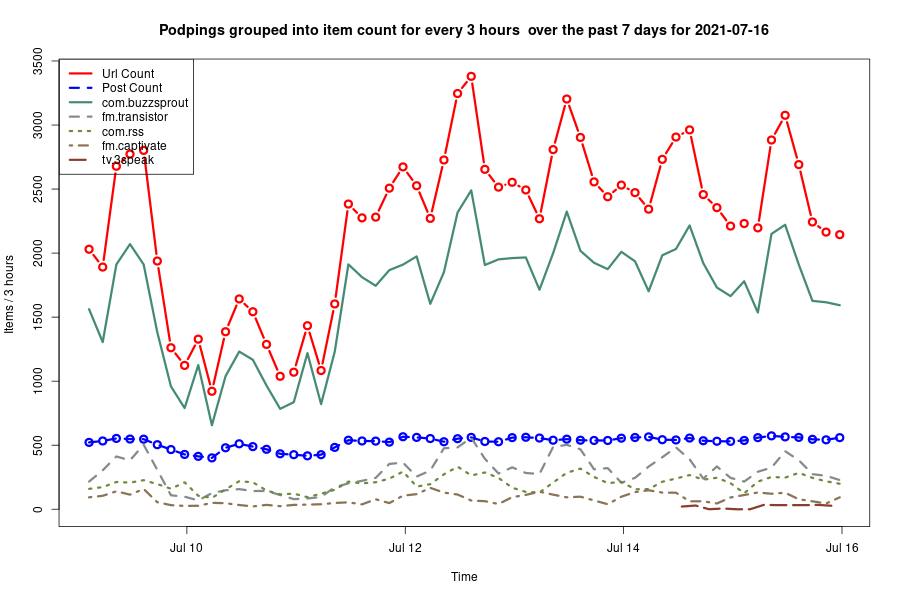 Podpings grouped into item count for every 3 hours  over the past 7 days for 2021-07-16
Url Count
Post Count
com.buzzsprout
fm.transistor
com.rss
fm.captivate
tv.3speak
Items / 3 hours
3500
3000
2500
2000
1500
1000
500
0
Jul 10
Jul 12
Jul 14
Jul 16
Time